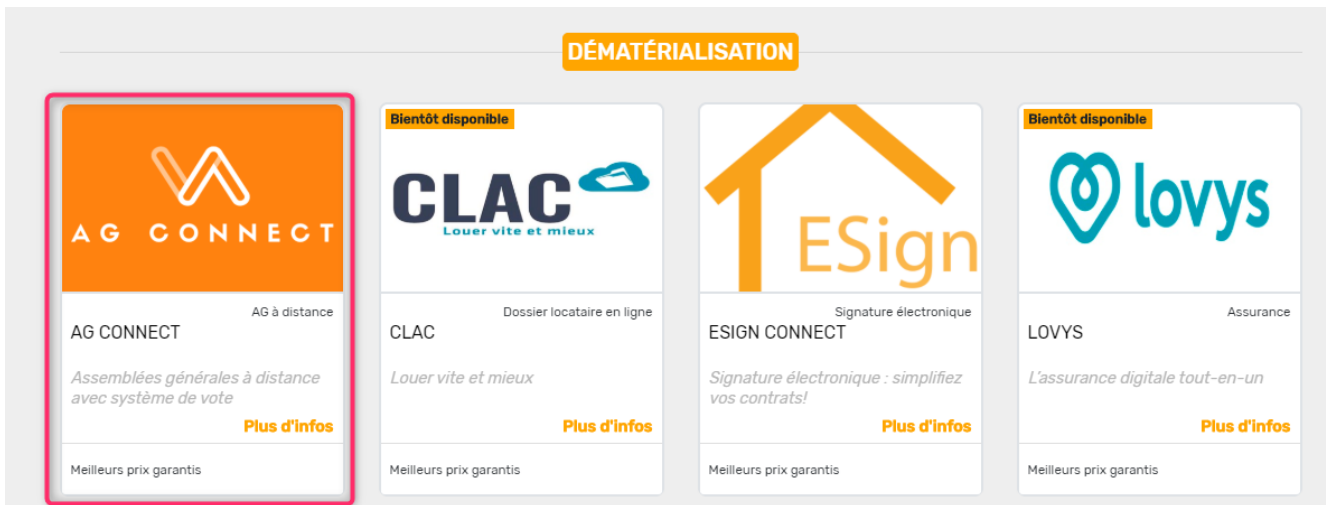 DÉMATÉRIALISATION
AG CONNECT
AG à distance
AG CONNECT
Assemblées générales à distance
avec système de vote
Plus d'infos
Meilleurs prix garantis
Bientôt disponible
CLAC
Louer vite et mieux
Dossier locataire en ligne
CLAC
Louer vite et mieux
Plus d'infos
Meilleurs prix garantis
ESign
Signature électronique
ESIGN CONNECT
Signature électronique : simplifiez
vos contrats!
Plus d'infos
Meilleurs prix garantis
Bientôt disponible
lovys
Assurance
LOVYS
L'assurance digitale tout-en-un
Plus d'infos
Meilleurs prix garantis